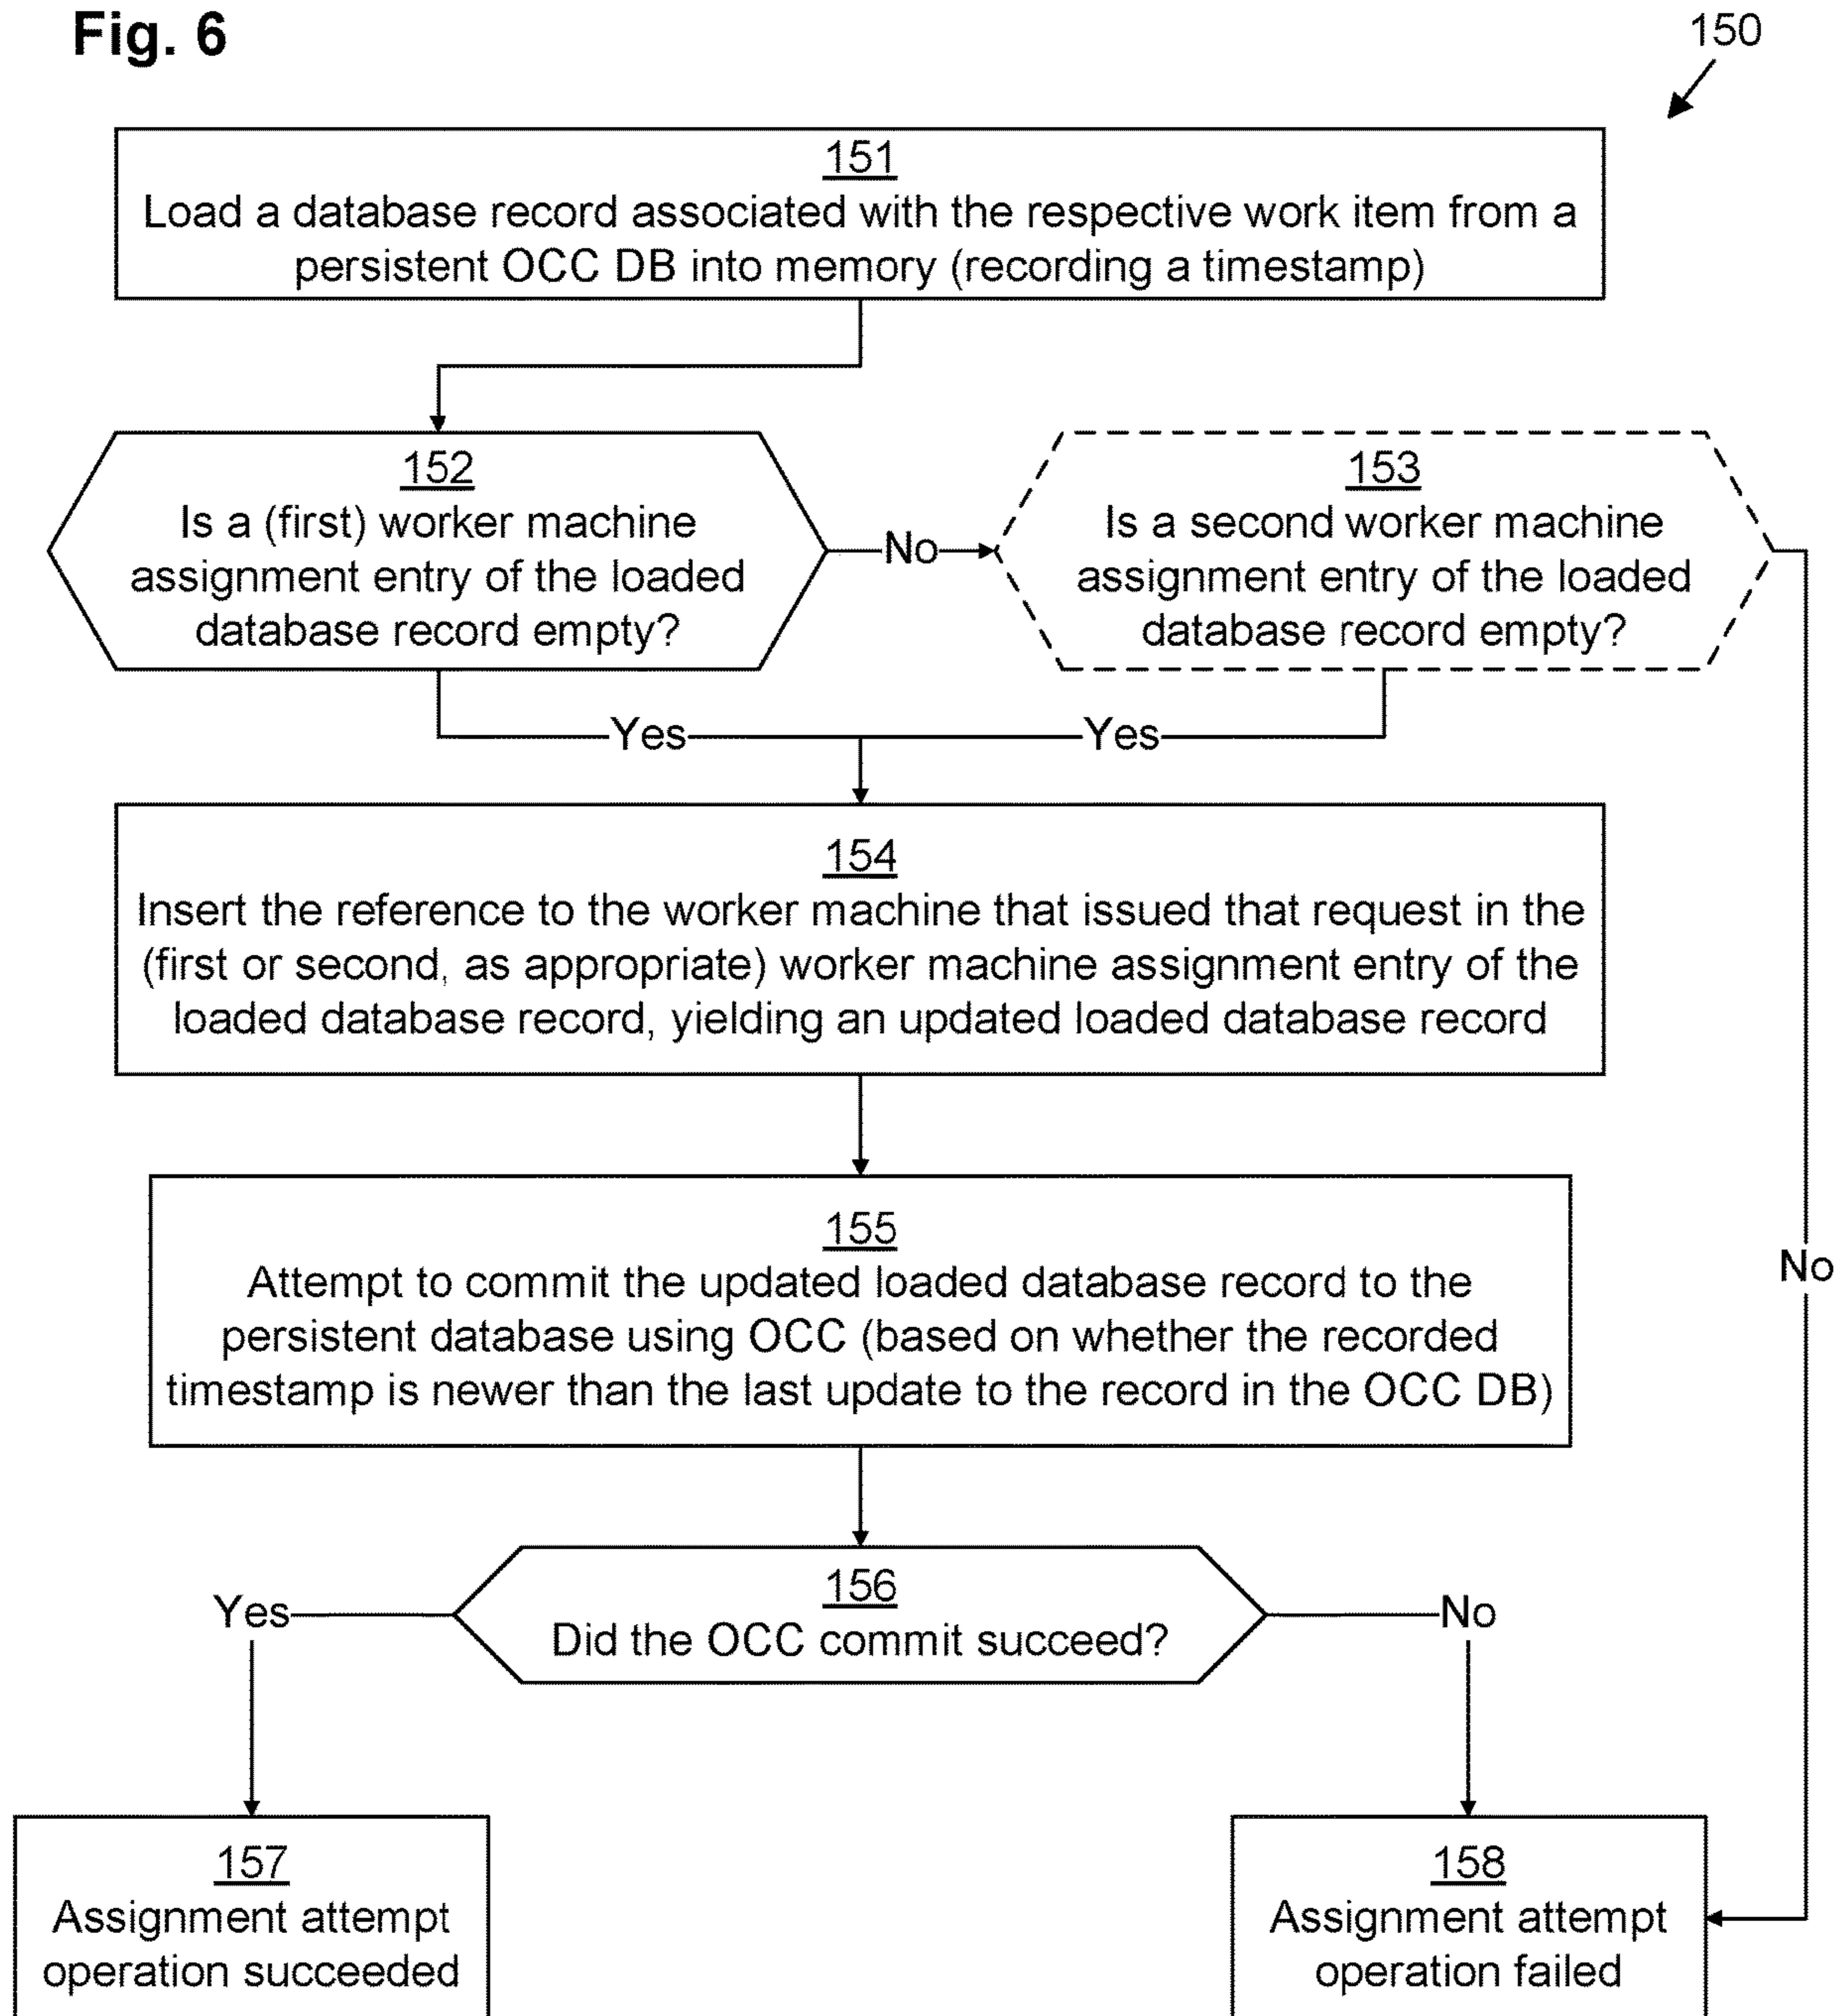 Fig. 6
150
151
Load a database record associated with the respective work item from a
persistent OCC DB into memory (recording a timestamp)
152
Is a (first) worker machine
assignment entry of the loaded
database record empty?
No
153
Is a second worker machine
assignment entry of the loaded
database record empty?
Yes
Yes
154
Insert the reference to the worker machine that issued that request in the
(first or second, as appropriate) worker machine assignment entry of the
loaded database record, yielding an updated loaded database record
155
Attempt to commit the updated loaded database record to the
persistent database using OCC (based on whether the recorded
timestamp is newer than the last update to the record in the OCC DB)
No
156
Did the OCC commit succeed?
Yes
No
157
Assignment attempt
operation succeeded
158
Assignment attempt
operation failed